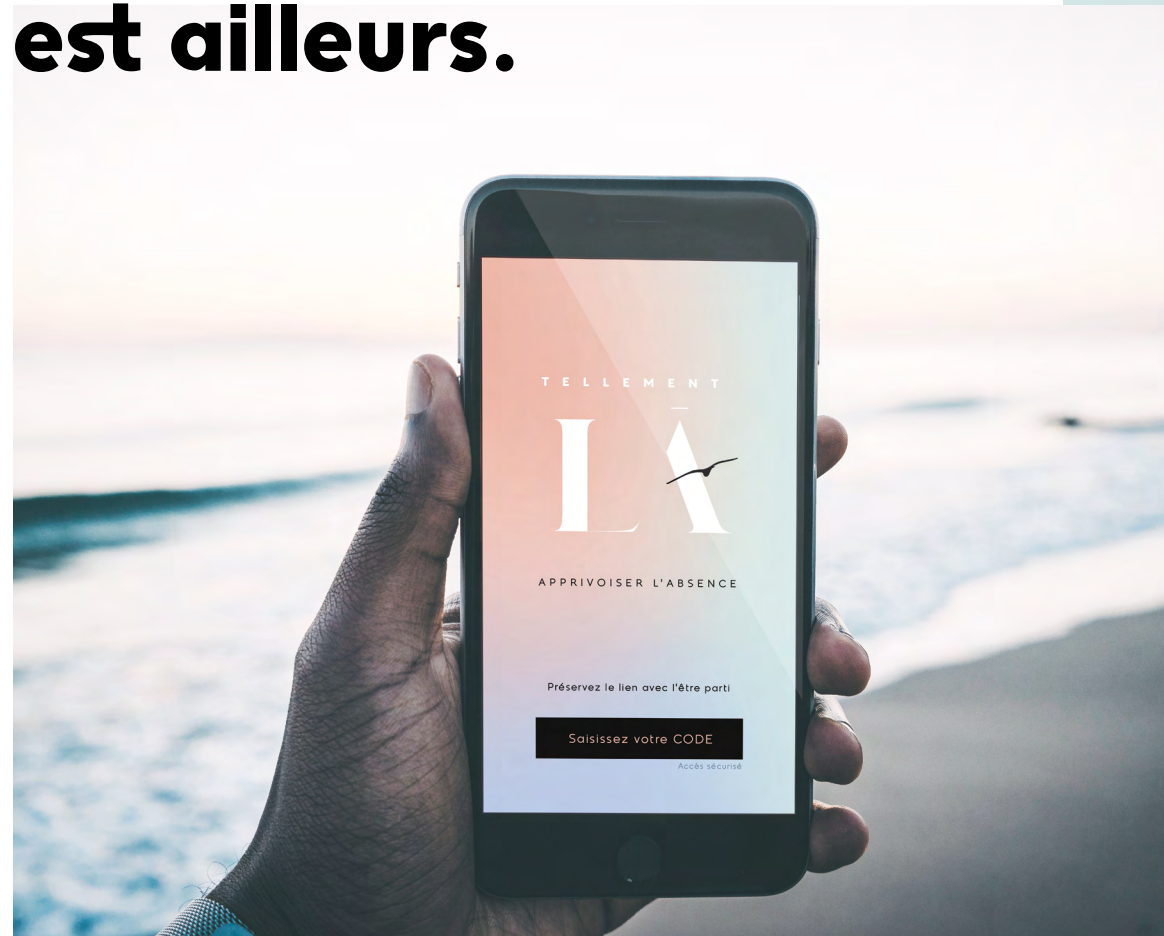 est ailleurs.
TELLEMENT
LÀ
APPRIVOISER L'ABSENCE
Préservez le lien avec l'être parti
Saisissez votre CODE
Accès sécurisé